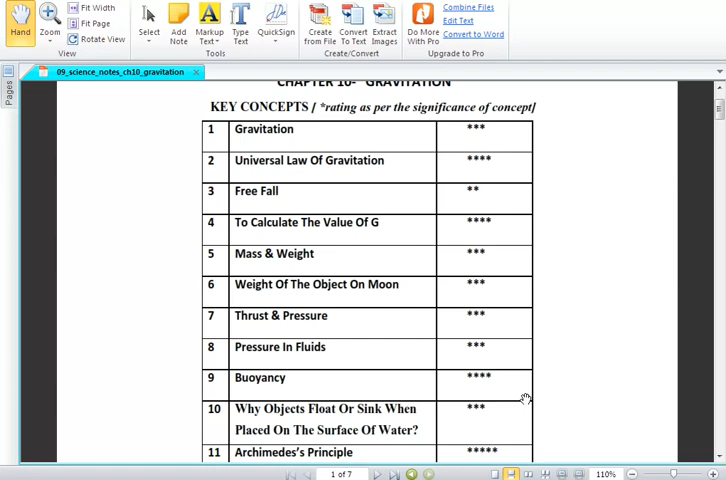 Fit Width
Fit Page
Rotate View
Hand
Zoom
Select
Add
Note
Markup
Text
Type
Text
QuickSign
Create
from File
Convert
To Text
Extract
Images
Do More
With Pro
Combine Files
Edit Text
Convert to Word
View
Tools
Create/Convert
Upgrade to Pro
Pages
09_science_notes_ch10_gravitation
CHAPTER 10- GRAVITATION
KEY CONCEPTS [ *rating as per the significance of concept]
1 Gravitation ***
2 Universal Law Of Gravitation ****
3 Free Fall **
4 To Calculate The Value Of G ****
5 Mass & Weight ***
6 Weight Of The Object On Moon ***
7 Thrust & Pressure ***
8 Pressure In Fluids ***
9 Buoyancy ****
10 Why Objects Float Or Sink When ***
Placed On The Surface Of Water?
11 Archimedes's Principle *****
1 of 7
110%